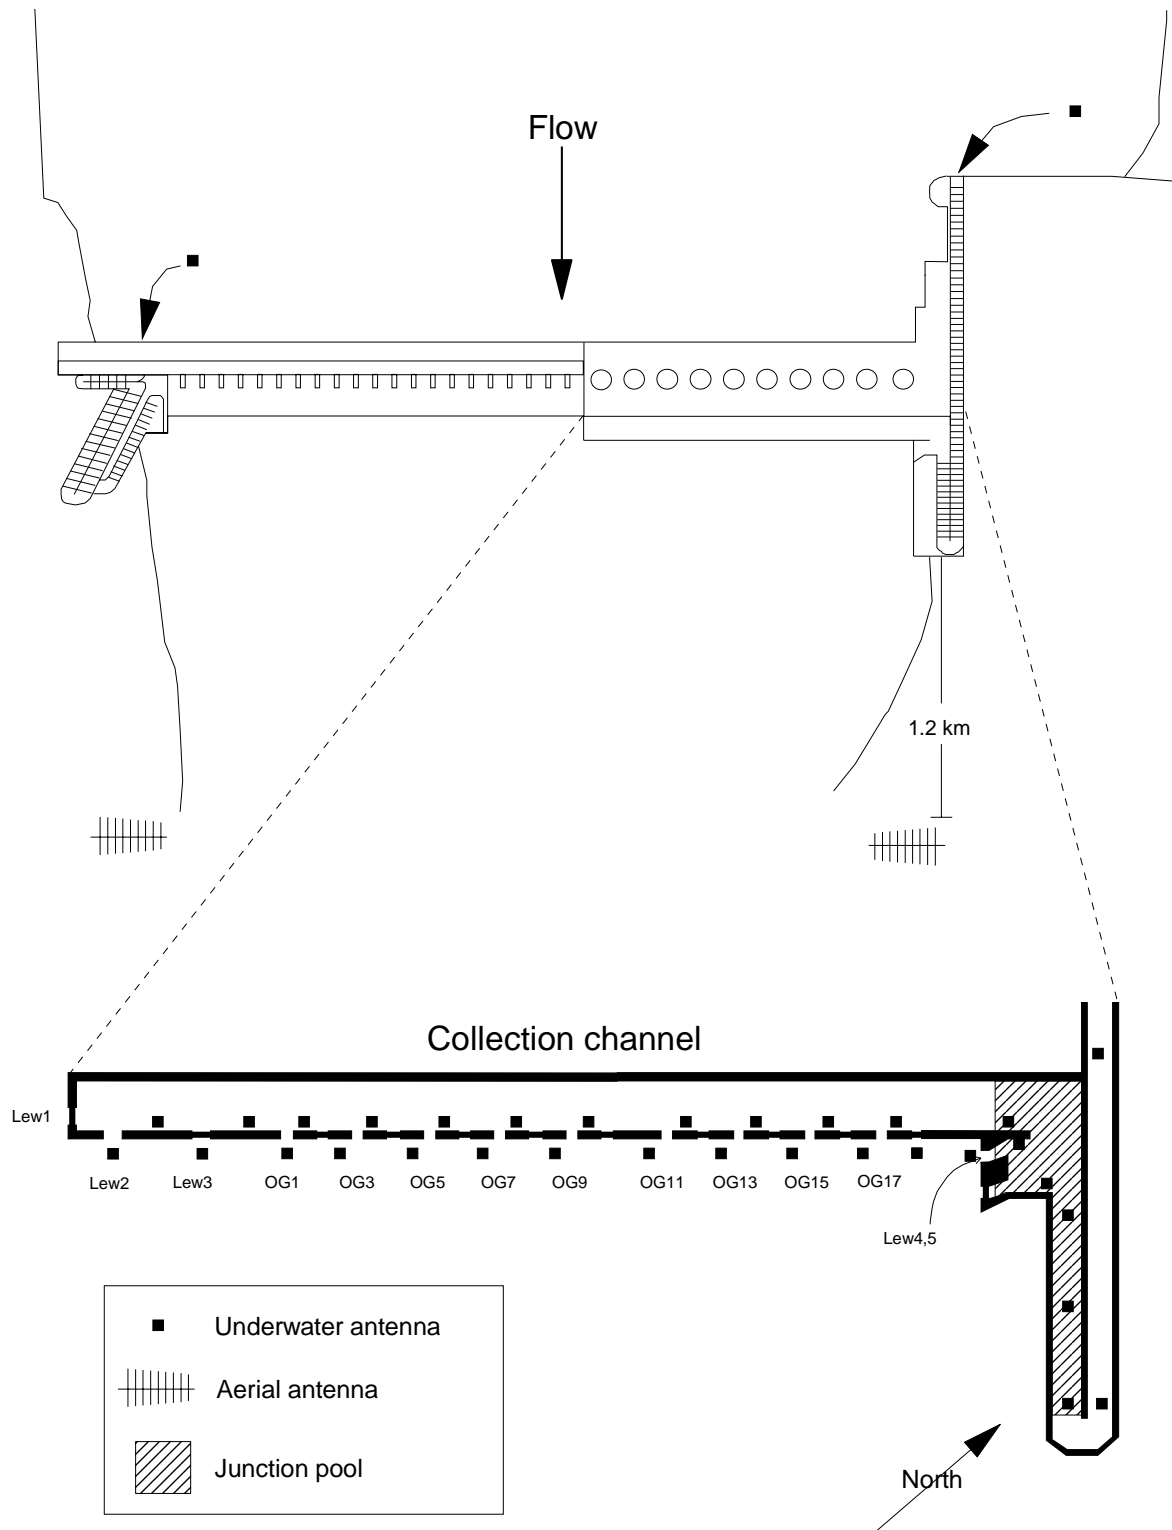 Flow
1.2 km
Collection channel
Lew1
Lew2 Lew3 OG1 OG3 OG5 OG7 OG9 OG11 OG13 OG15 OG17
Lew4,5
Underwater antenna
Aerial antenna
Junction pool
North